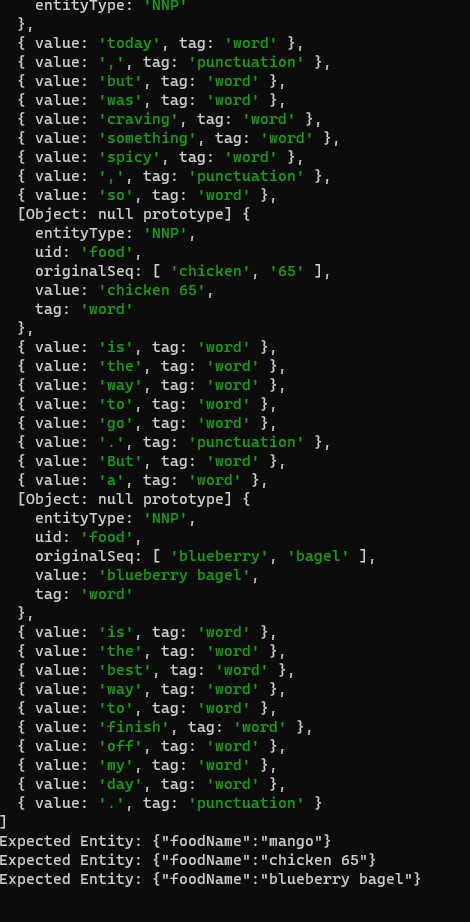 entityType: 'NNP'
  },
  { value: 'today', tag: 'word' },
  { value: ',', tag: 'punctuation' },
  { value: 'but', tag: 'word' },
  { value: 'was', tag: 'word' },
  { value: 'craving', tag: 'word' },
  { value: 'something', tag: 'word' },
  { value: 'spicy', tag: 'word' },
  { value: ',', tag: 'punctuation' },
  { value: 'so', tag: 'word' },
  [Object: null prototype] {
    entityType: 'NNP',
    uid: 'food',
    originalSeq: [ 'chicken', '65' ],
    value: 'chicken 65',
    tag: 'word'
  },
  { value: 'is', tag: 'word' },
  { value: 'the', tag: 'word' },
  { value: 'way', tag: 'word' },
  { value: 'to', tag: 'word' },
  { value: 'go', tag: 'word' },
  { value: '.', tag: 'punctuation' },
  { value: 'But', tag: 'word' },
  { value: 'a', tag: 'word' },
  [Object: null prototype] {
    entityType: 'NNP',
    uid: 'food',
    originalSeq: [ 'blueberry', 'bagel' ],
    value: 'blueberry bagel',
    tag: 'word'
  },
  { value: 'is', tag: 'word' },
  { value: 'the', tag: 'word' },
  { value: 'best', tag: 'word' },
  { value: 'way', tag: 'word' },
  { value: 'to', tag: 'word' },
  { value: 'finish', tag: 'word' },
  { value: 'off', tag: 'word' },
  { value: 'my', tag: 'word' },
  { value: 'day', tag: 'word' },
  { value: '.', tag: 'punctuation' }
]
Expected Entity: {"foodName":"mango"}
Expected Entity: {"foodName":"chicken 65"}
Expected Entity: {"foodName":"blueberry bagel"}